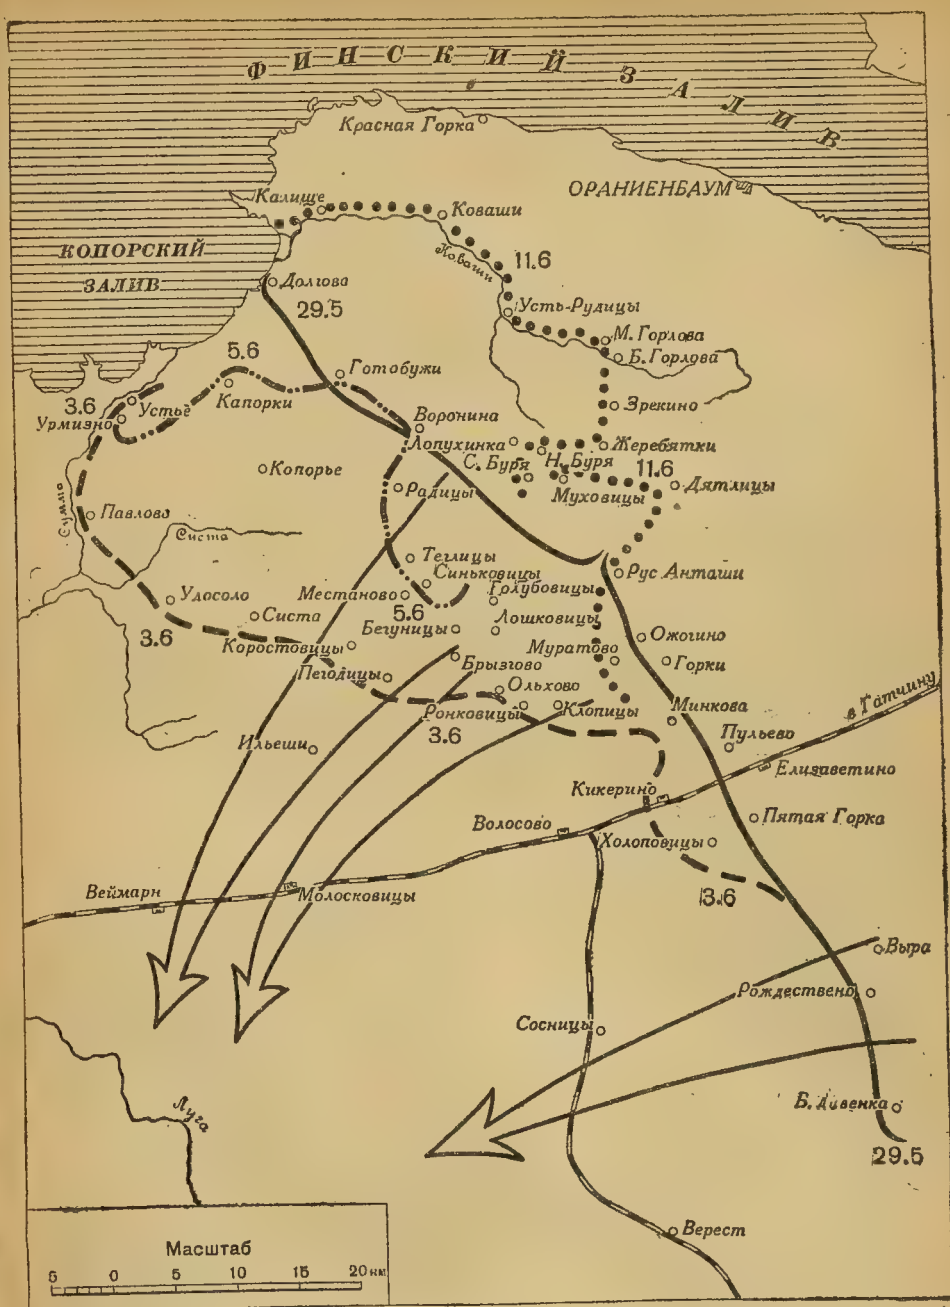 ФИНСКИЙ ЗАЛИВ
Красная Горка
ОРАНИЕНБАУМ
Калище
Коваши
Коваши
11.6
КОПОРСКИЙ
ЗАЛИВ
Долгова
29.5
Усть-Рудицы
М. Горлова
Б. Горлова
5.6
Готобужи
Капорки
3.6
Устье
Урмизно
Зрекино
Воронина
Лопухинка
Жеребятки
С. Буря
Н. Буря
11.6
Копорье
Радицы
Муховицы
Дятлицы
Сумма
Павлово
Систа
Теглицы
Синьковицы
Рус. Анташи
Местаново
Голубовицы
Удосоло
5.6
Систа
3.6
Бегуницы
Лошковицы
Ожогино
Коростовицы
Муратово
Горки
Брызгово
Пегодицы
Ольхово
в Гатчину
Ронковицы
Клопицы
Минкова
3.6
Ильеши
Пульево
Елизаветино
Кикерино
Волосово
Пятая Горка
Холоповицы
Веймарн
Молосковицы
3.6
Выра
Рождествено
Сосницы
Луга
Б. Дивенка
29.5
Верест
Масштаб
5 0 5 10 15 20 км